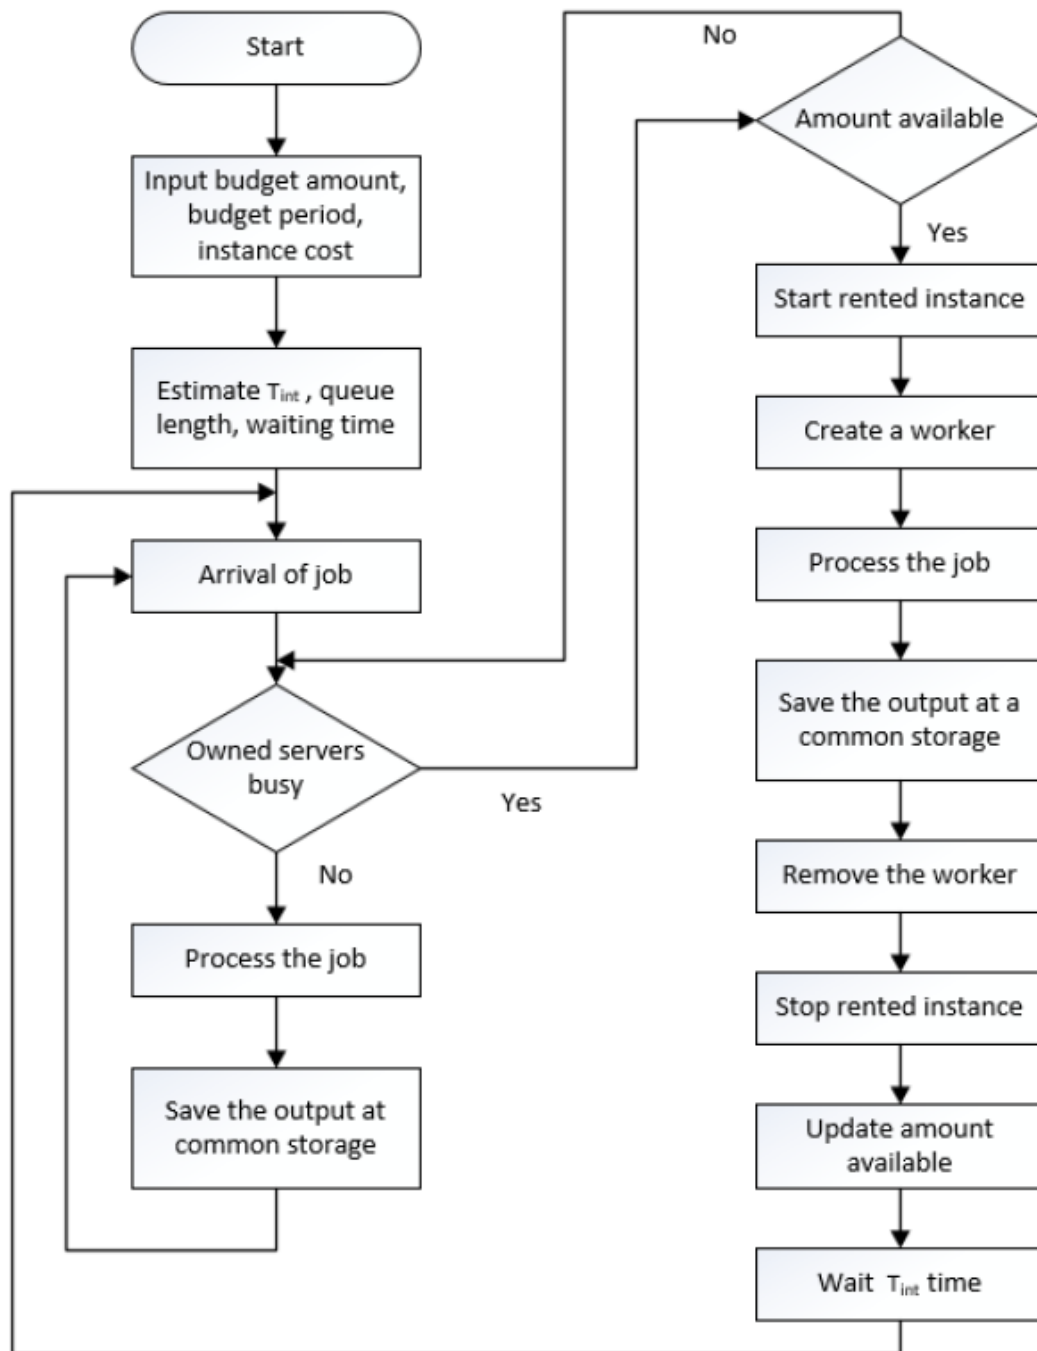 Start
Input budget amount,
budget period,
instance cost
Estimate Tint , queue
length, waiting time
Arrival of job
Owned servers
busy
Yes
No
Process the job
Save the output at
common storage
No
Amount available
Yes
Start rented instance
Create a worker
Process the job
Save the output at a
common storage
Remove the worker
Stop rented instance
Update amount
available
Wait Tint time